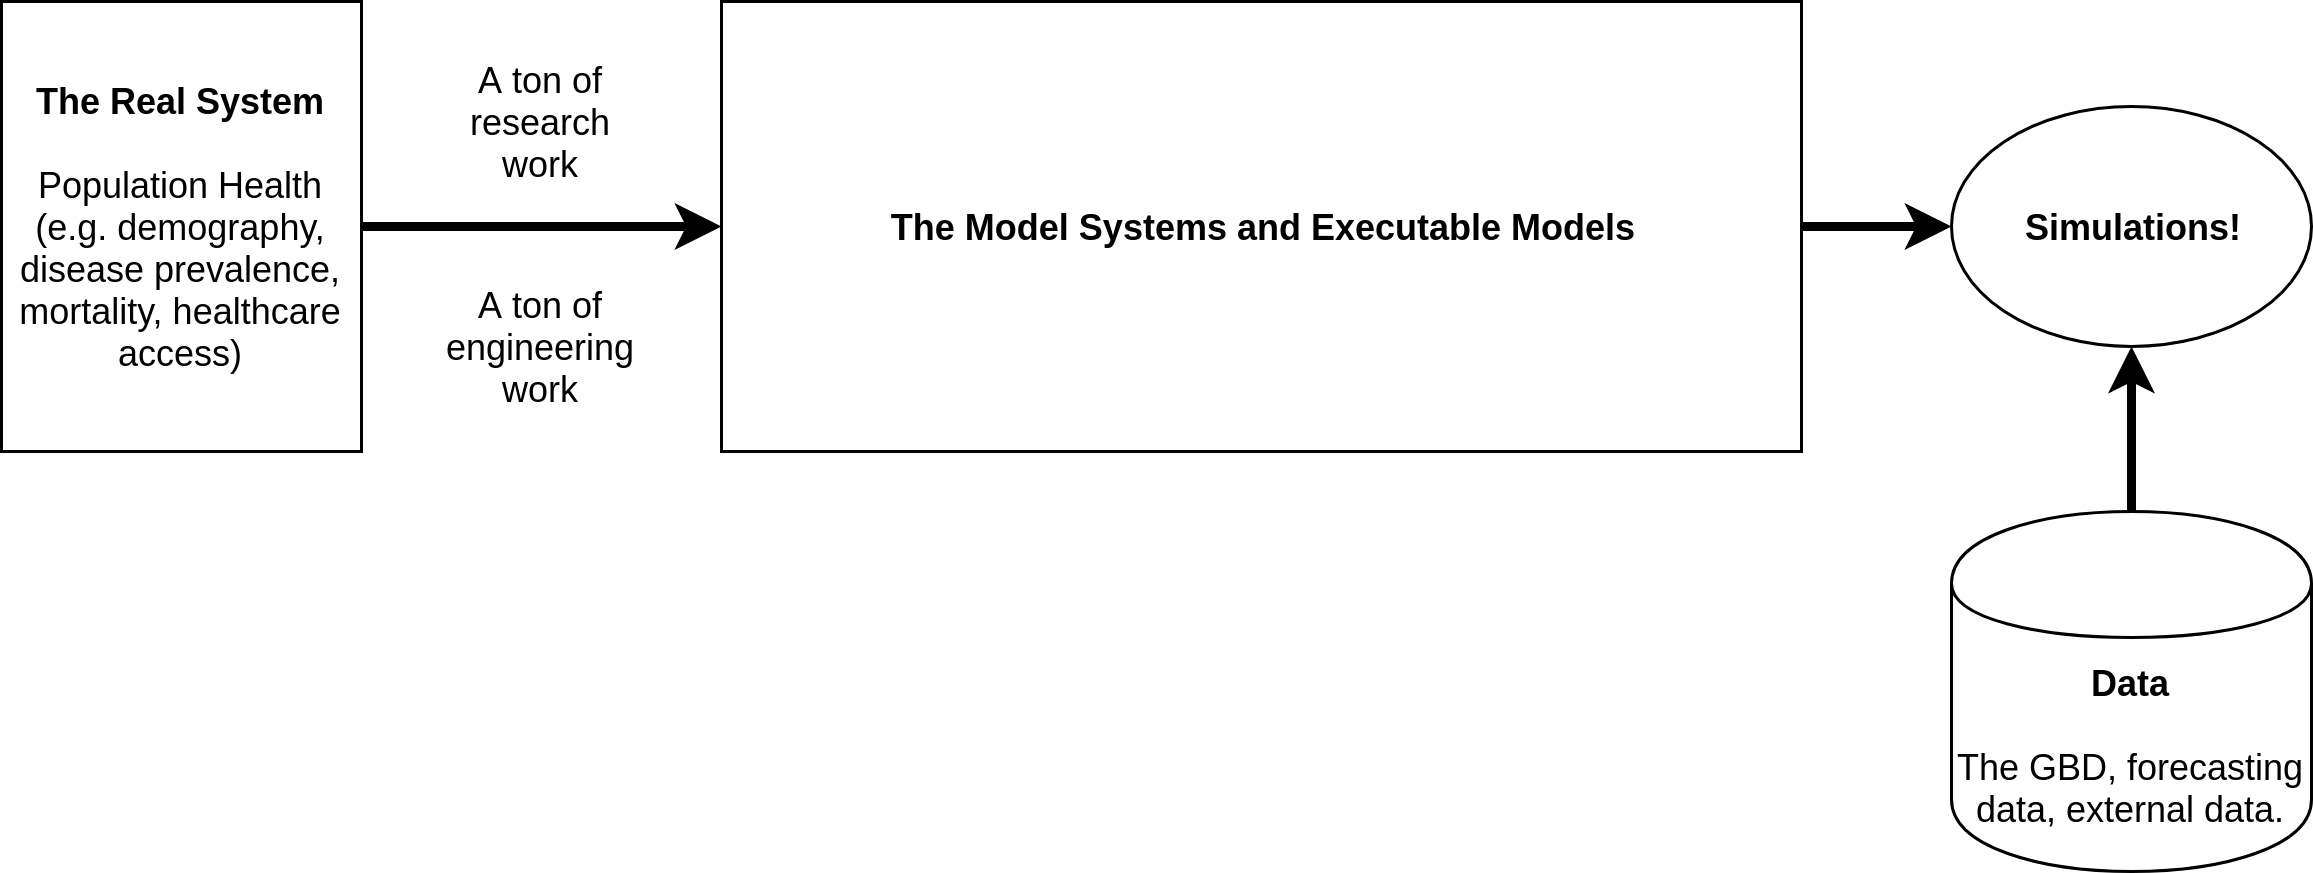 The Real System
Population Health
(e.g. demography,
disease prevalence,
mortality, healthcare
access)
A ton of
research
work
A ton of
engineering
work
The Model Systems and Executable Models
Simulations!
Data
The GBD, forecasting
data, external data.